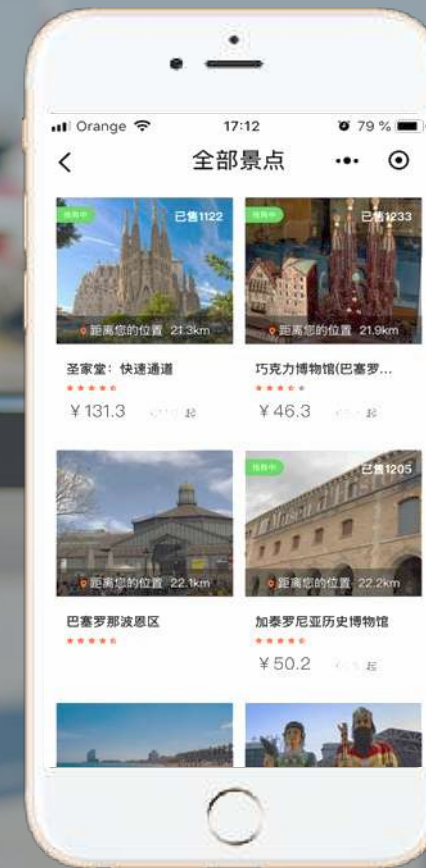 Orange 17:12 79 %
全部景点
已售1122
距离您的位置 21.3km
圣家堂：快速通道
¥131.3 起
已售1233
距离您的位置 21.9km
巧克力博物馆(巴塞罗...
¥46.3 起
距离您的位置 22.1km
巴塞罗那波恩区
已售1205
距离您的位置 22.2km
加泰罗尼亚历史博物馆
¥50.2 起